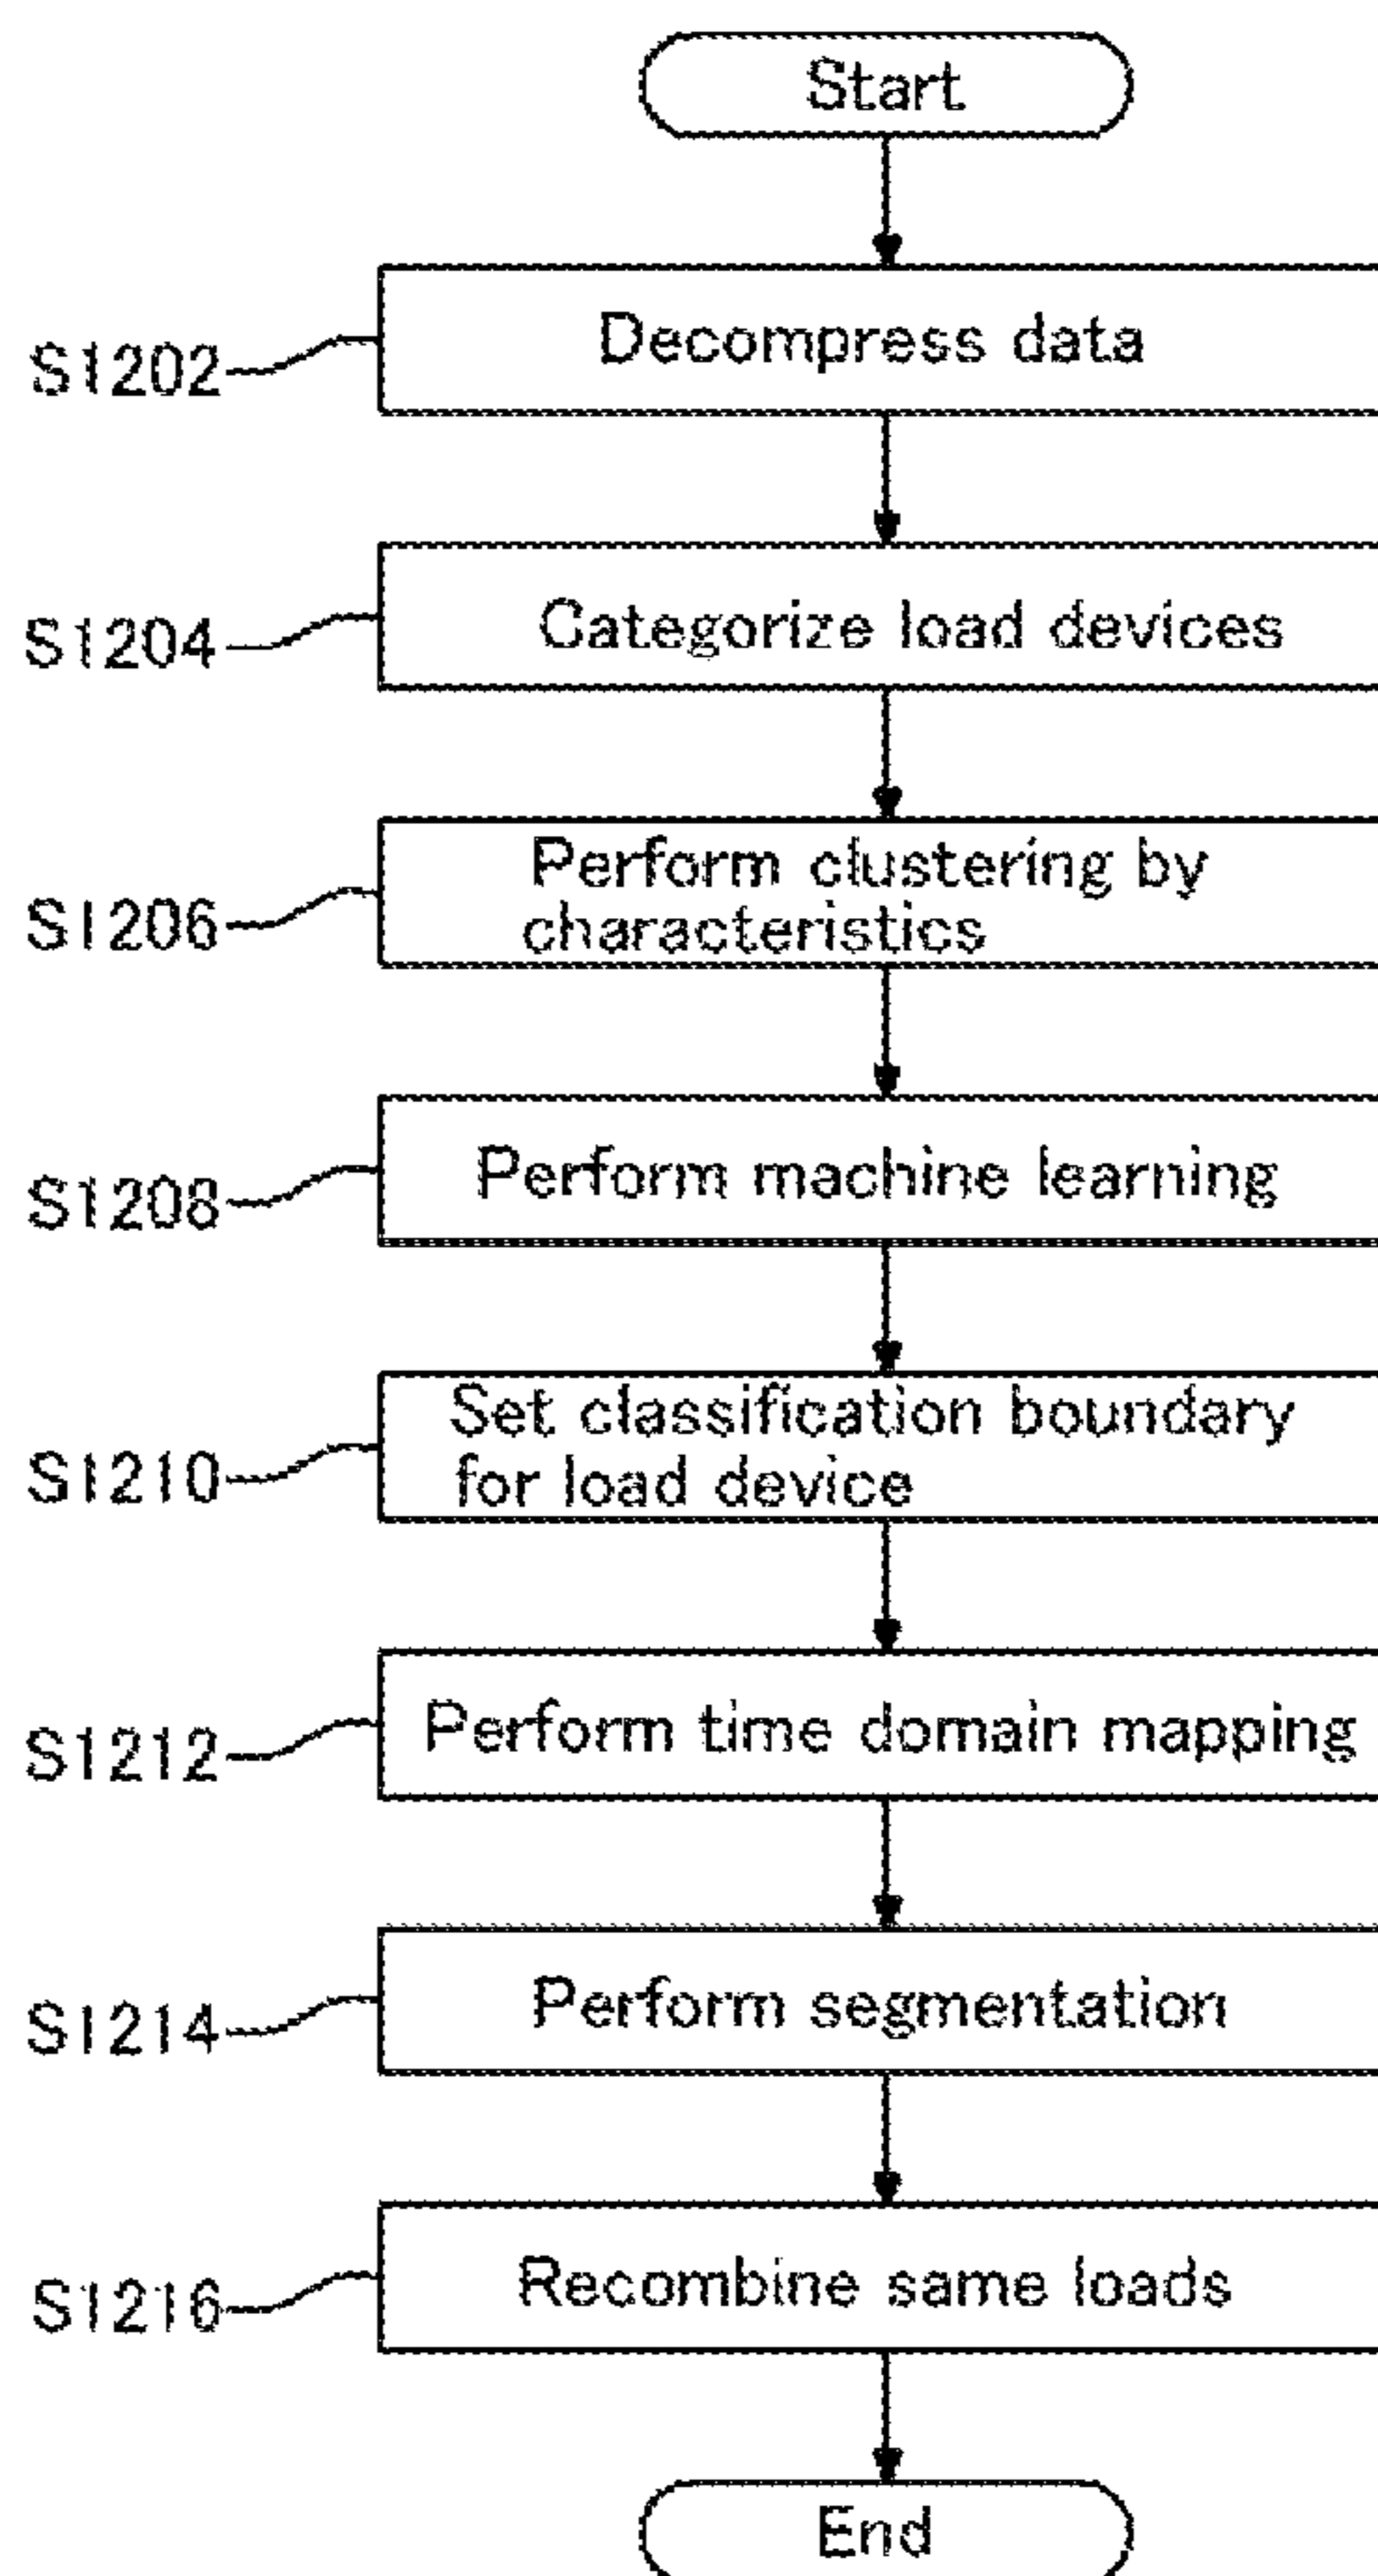 Start
S1202
Decompress data
S1204
Categorize load devices
S1206
Perform clustering by
characteristics
S1208
Perform machine learning
S1210
Set classification boundary
for load device
S1212
Perform time domain mapping
S1214
Perform segmentation
S1216
Recombine same loads
End